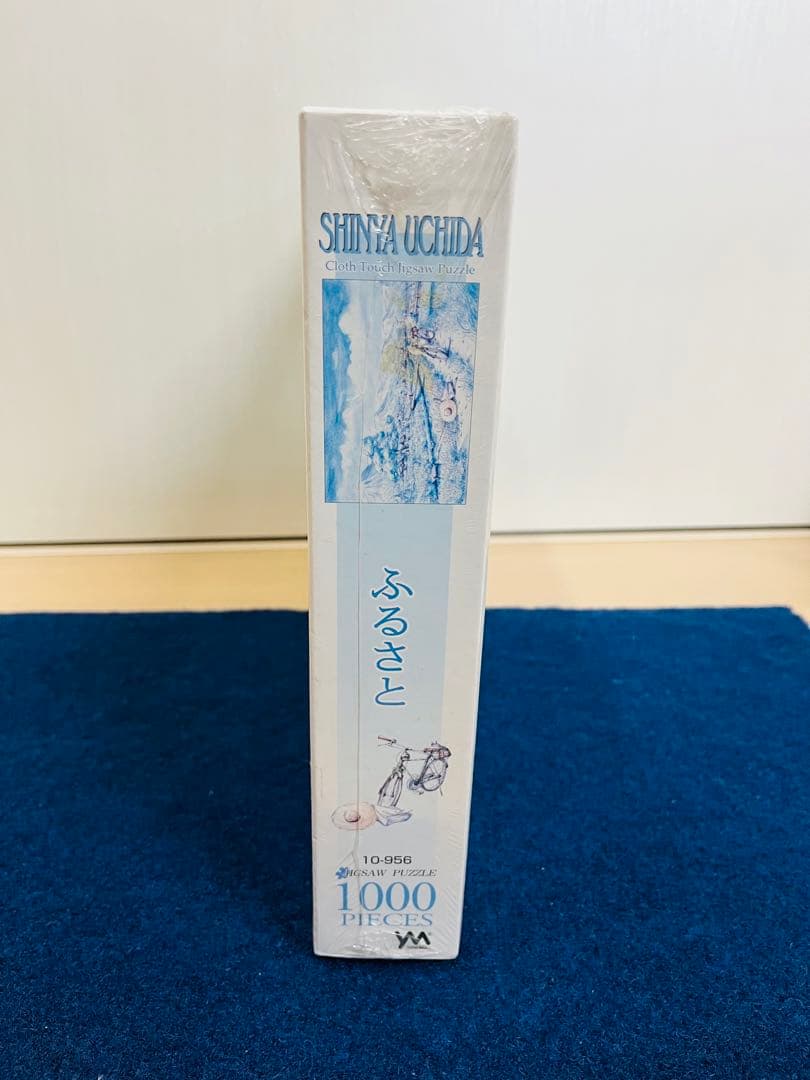 SHINYA UCHIDA
Cloth Touch Jigsaw Puzzle
ふるさと
10-956
JIGSAW PUZZLE
1000
PIECES
YM